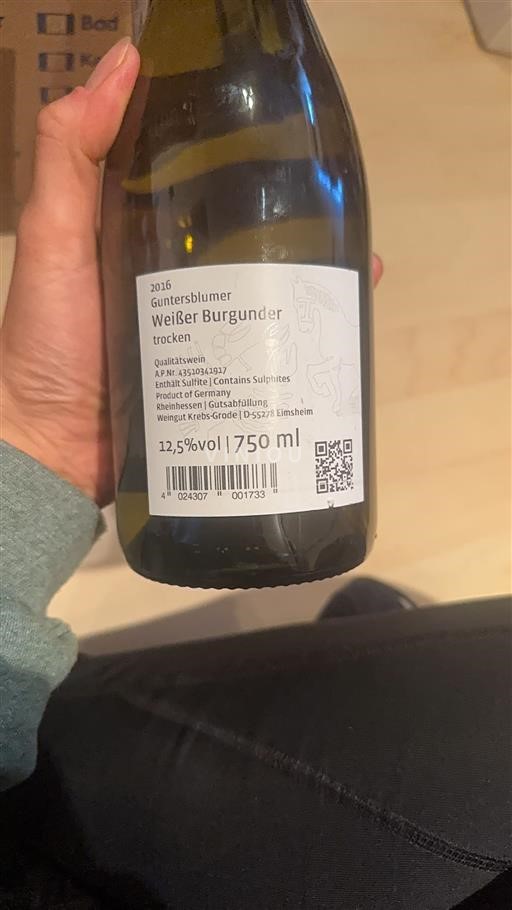 Bad
2016
Guntersblumer
Weißer Burgunder
trocken
Qualitätswein
A.P.Nr. 43510341917
Enthält Sulfite | Contains Sulphites
Product of Germany
Rheinhessen | Gutsabfüllung
Weingut Krebs-Grode | D-55278 Eimsheim
12,5%vol | 750 ml
4 024307 001733